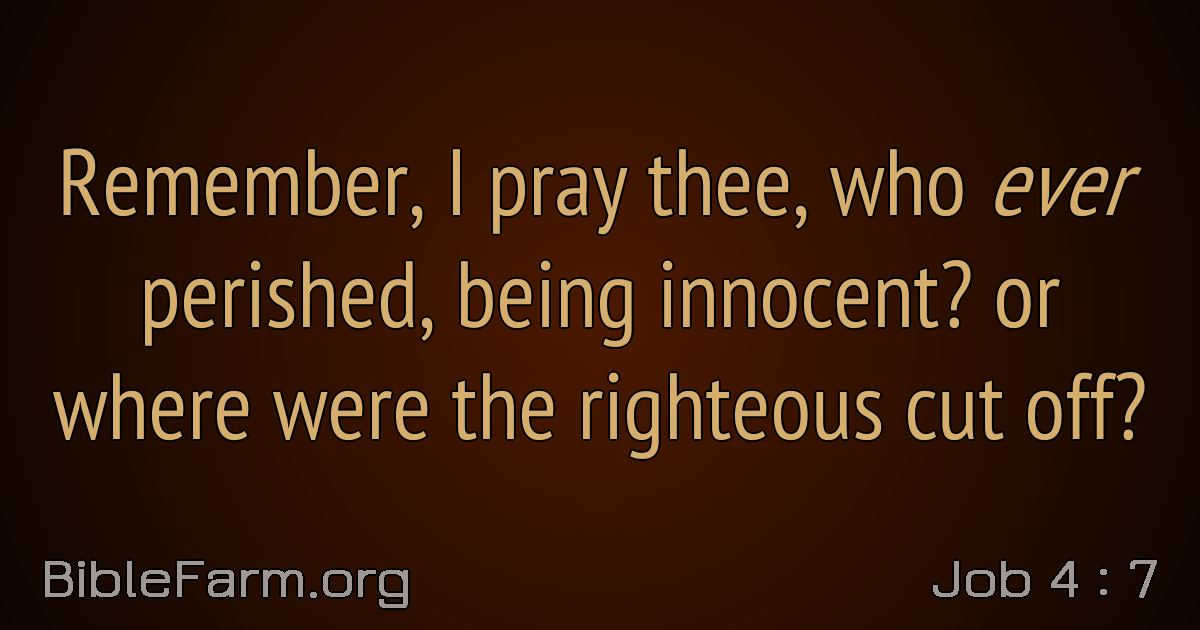 Remember, I pray thee, who ever
perished, being innocent? or
where were the righteous cut off?
BibleFarm.org
Job 4 : 7